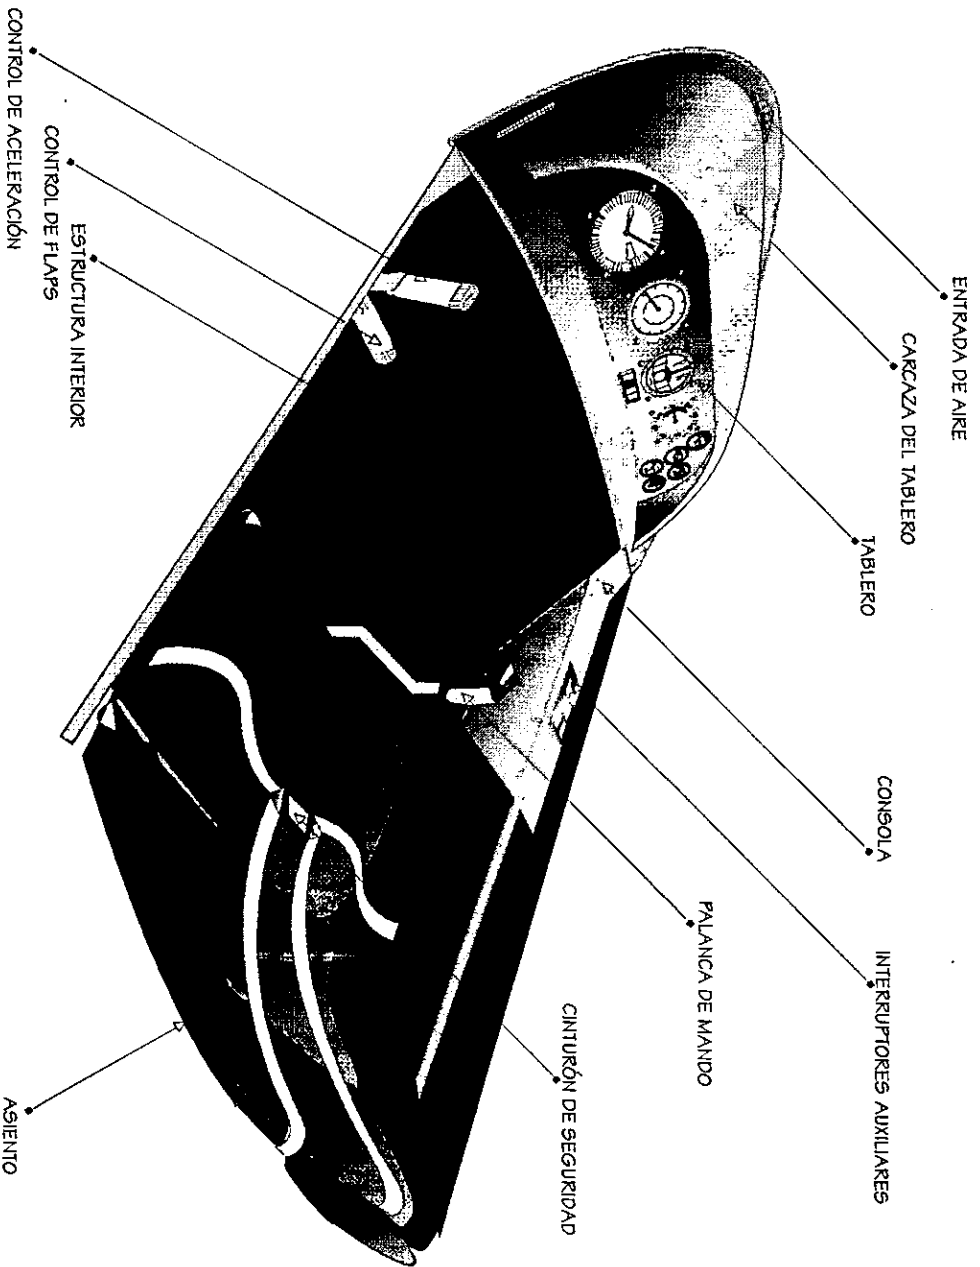 ENTRADA DE AIRE
CARCAZA DEL TABLERO
TABLERO
CONSOLA
INTERRUPTORES AUXILIARES
PALANCA DE MANDO
CINTURÓN DE SEGURIDAD
CONTROL DE ACELERACIÓN
CONTROL DE FLAPS
ESTRUCTURA INTERIOR
ASIENTO